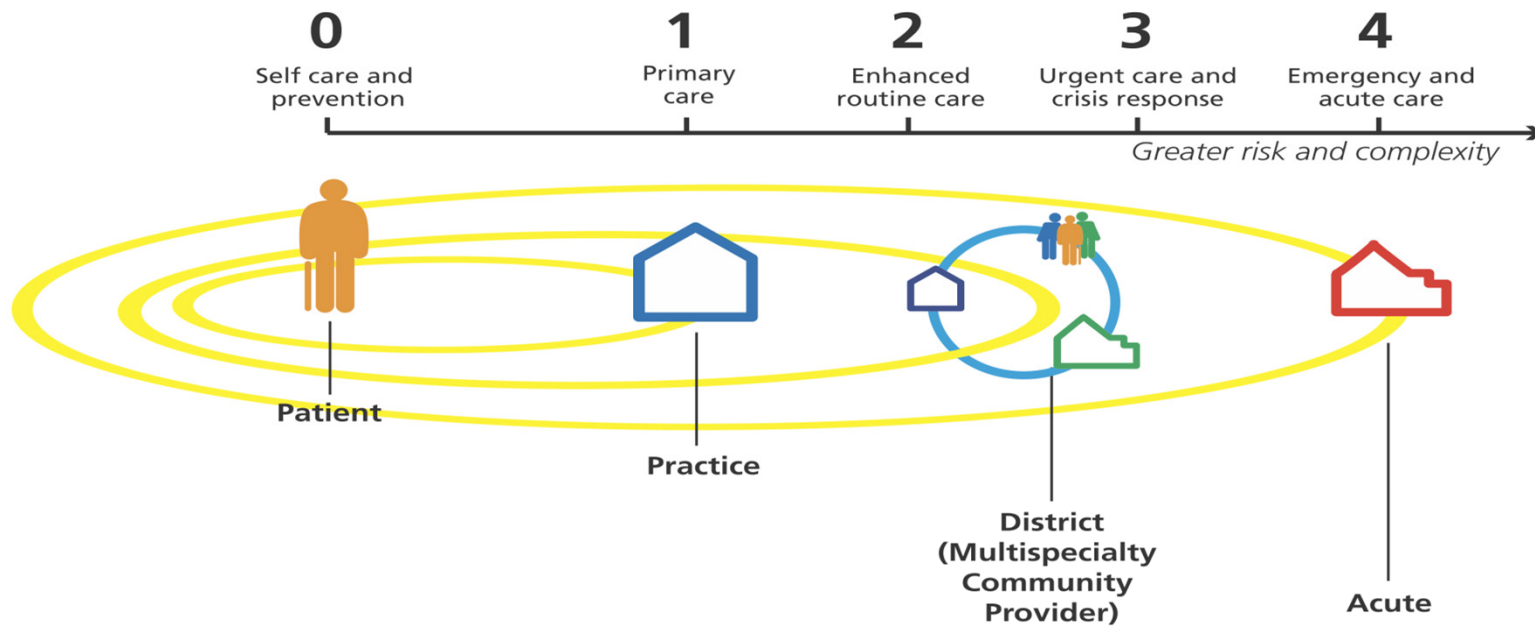 0
Self care and
prevention
1
Primary
care
2
Enhanced
routine care
3
Urgent care and
crisis response
4
Emergency and
acute care
Greater risk and complexity
Patient
Practice
District
(Multispecialty
Community
Provider)
Acute